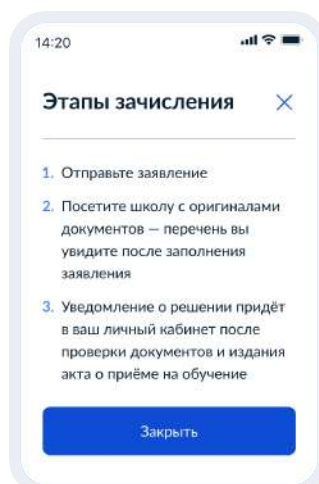 14:20
Этапы зачисления
1. Отправьте заявление
2. Посетите школу с оригиналами
документов — перечень вы
увидите после заполнения
заявления
3. Уведомление о решении придёт
в ваш личный кабинет после
проверки документов и издания
акта о приёме на обучение
Закрыть